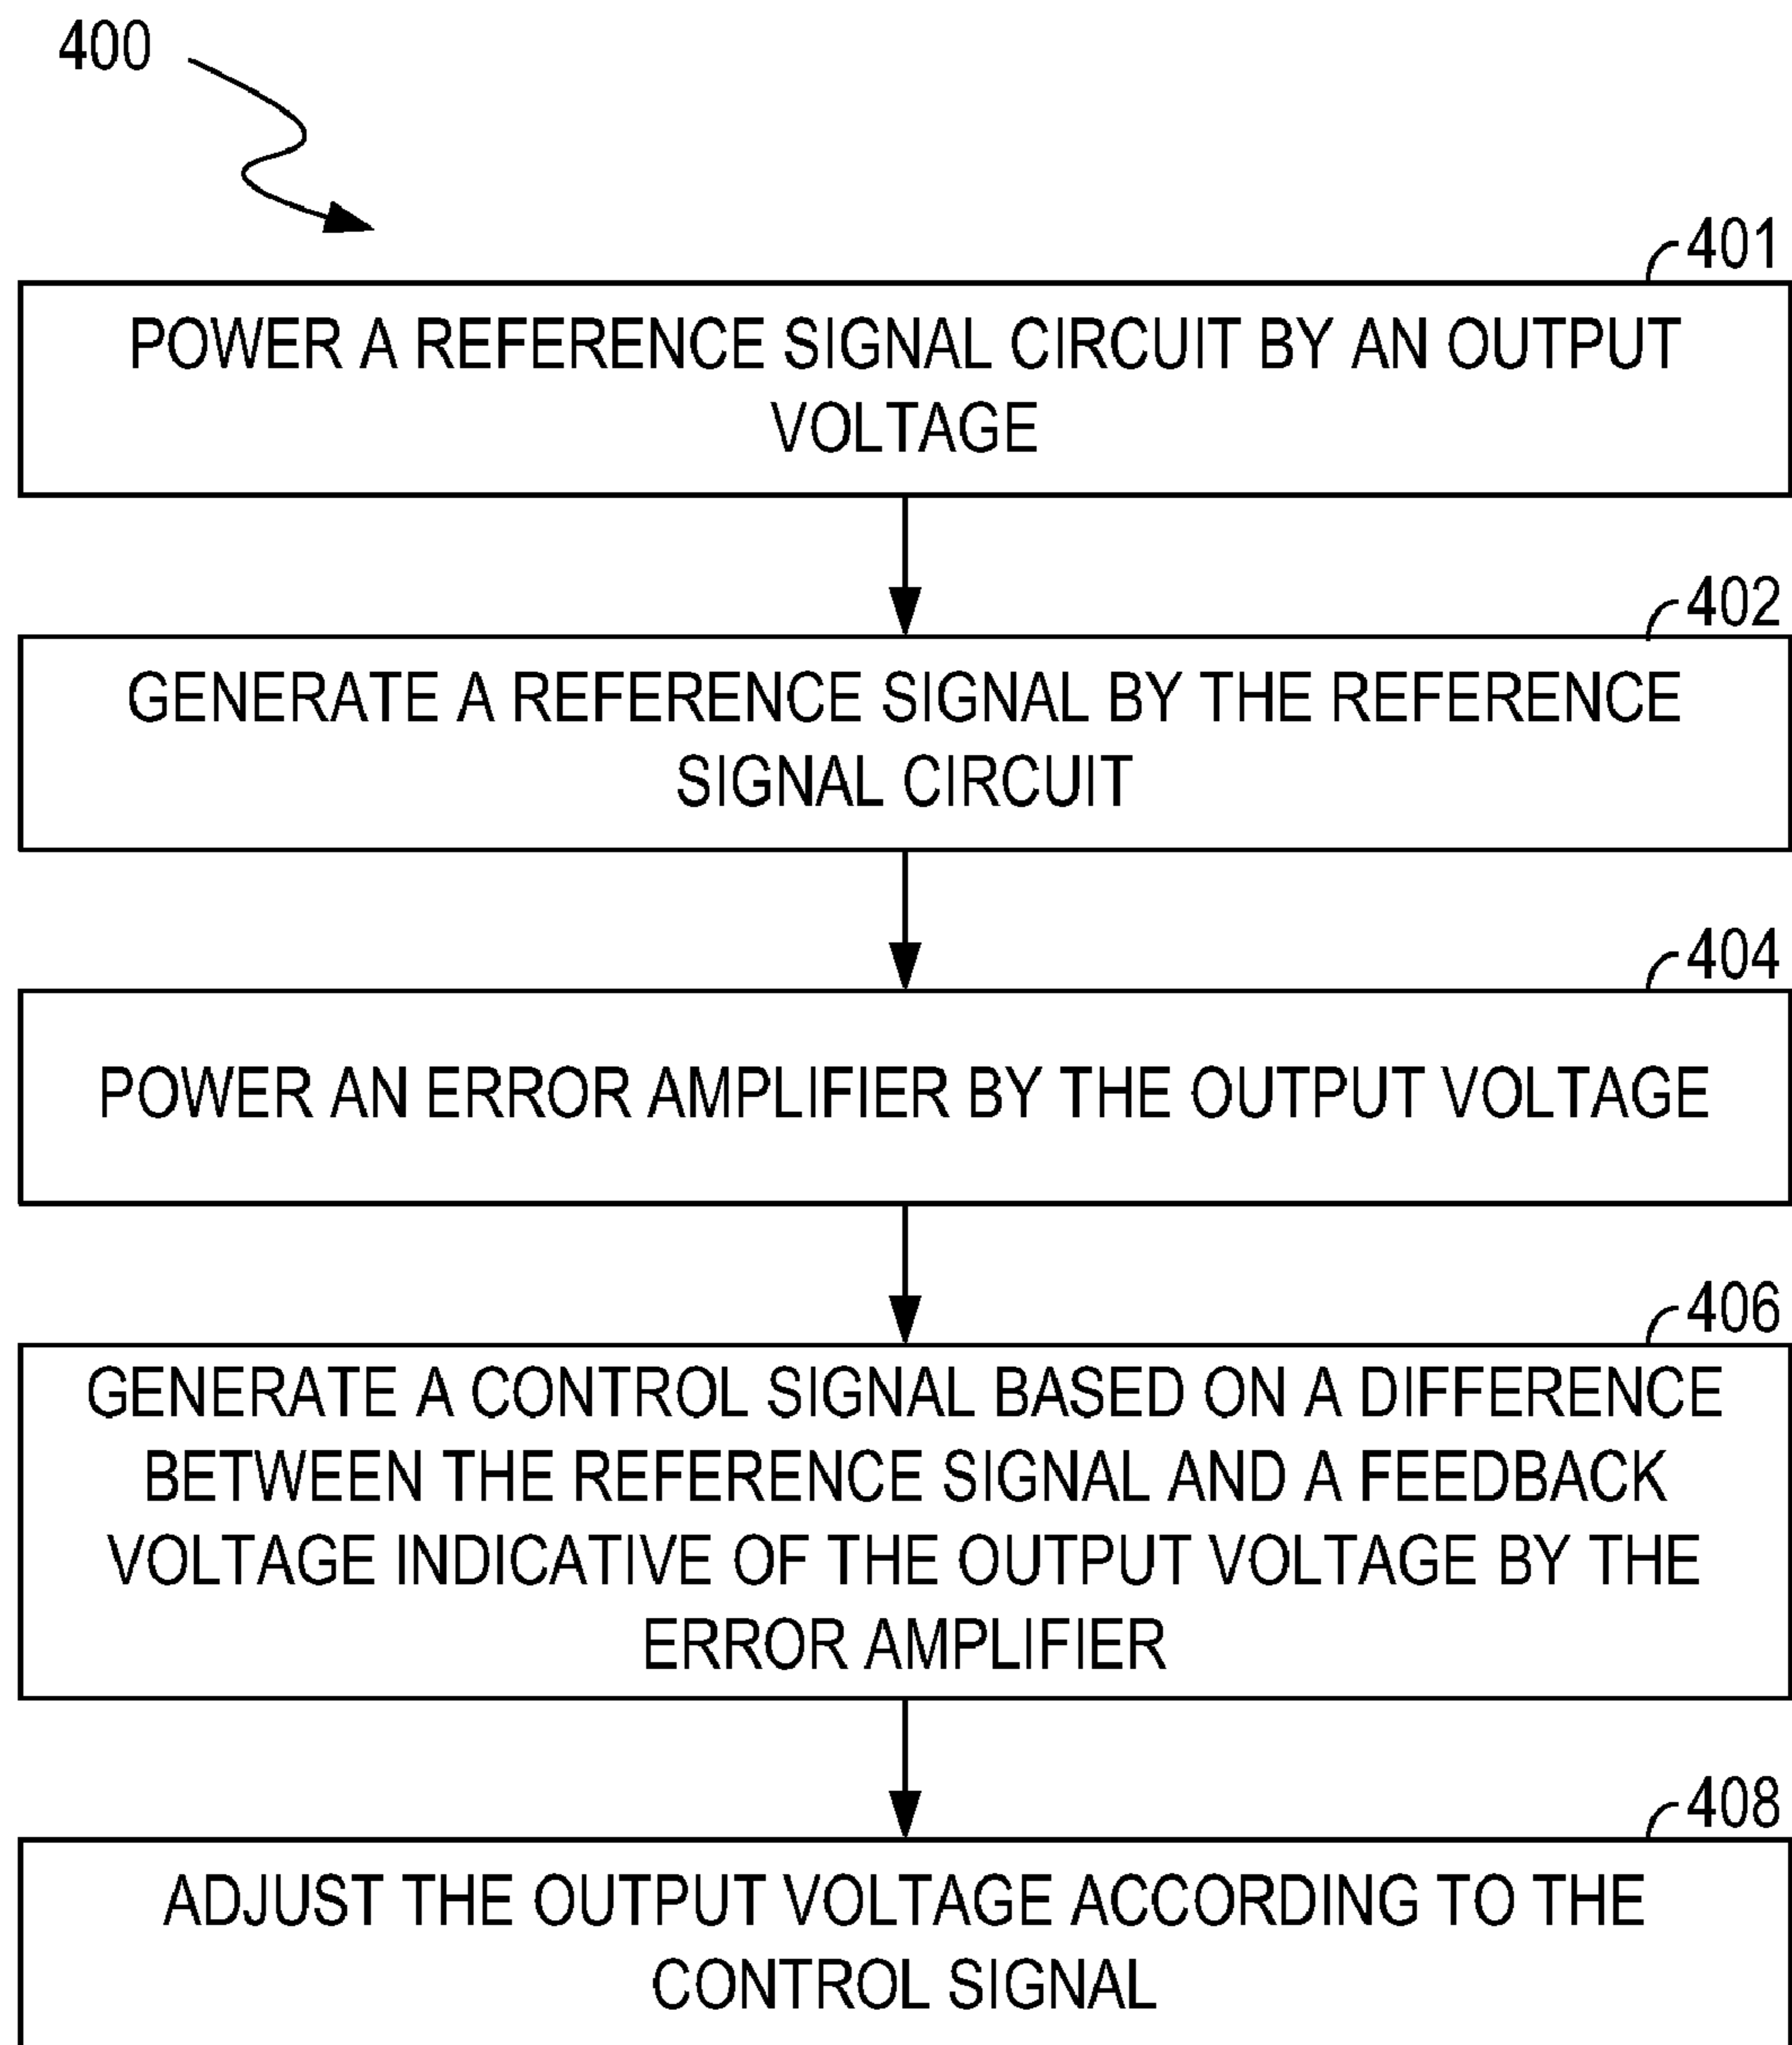 400
401
POWER A REFERENCE SIGNAL CIRCUIT BY AN OUTPUT
VOLTAGE
402
GENERATE A REFERENCE SIGNAL BY THE REFERENCE
SIGNAL CIRCUIT
404
POWER AN ERROR AMPLIFIER BY THE OUTPUT VOLTAGE
406
GENERATE A CONTROL SIGNAL BASED ON A DIFFERENCE
BETWEEN THE REFERENCE SIGNAL AND A FEEDBACK
VOLTAGE INDICATIVE OF THE OUTPUT VOLTAGE BY THE
ERROR AMPLIFIER
408
ADJUST THE OUTPUT VOLTAGE ACCORDING TO THE
CONTROL SIGNAL